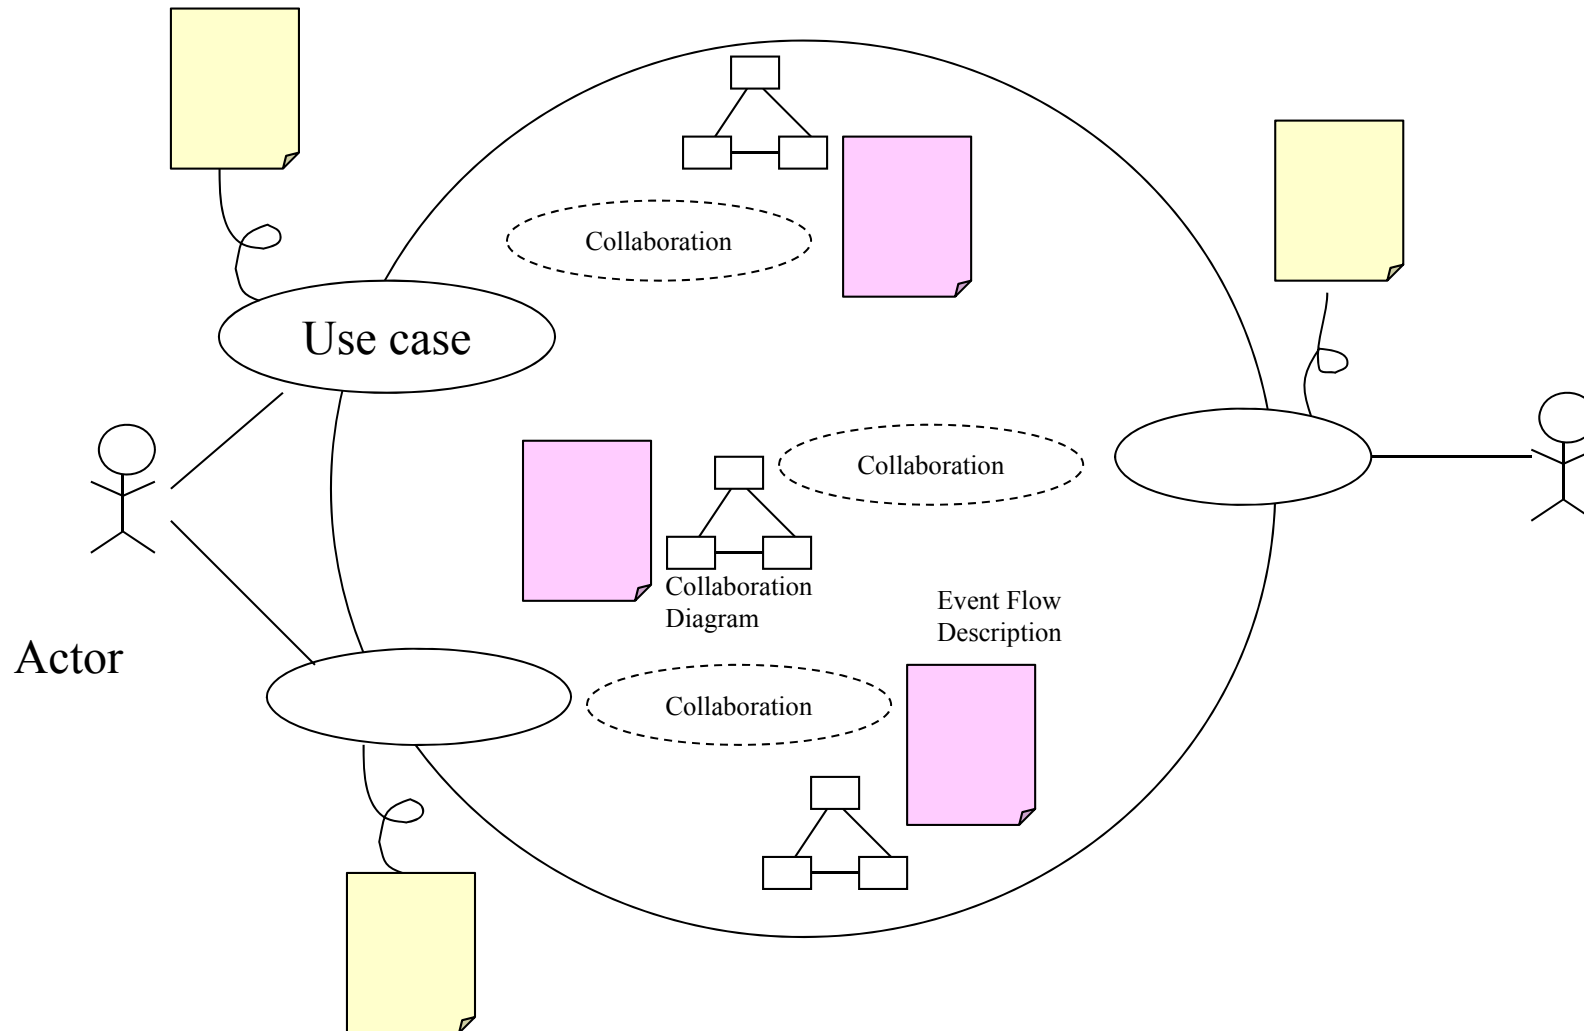 Collaboration
Use case
Collaboration
Collaboration
Diagram
Event Flow
Description
Actor
Collaboration